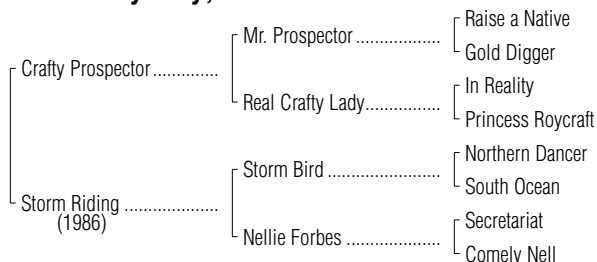 Raise a Native
Mr. Prospector ...................
Gold Digger
Crafty Prospector ..............
In Reality
Real Crafty Lady .................
Princess Roycraft
Northern Dancer
Storm Bird .........................
South Ocean
Storm Riding ....................
(1986)
Secretariat
Nellie Forbes .....................
Comely Nell